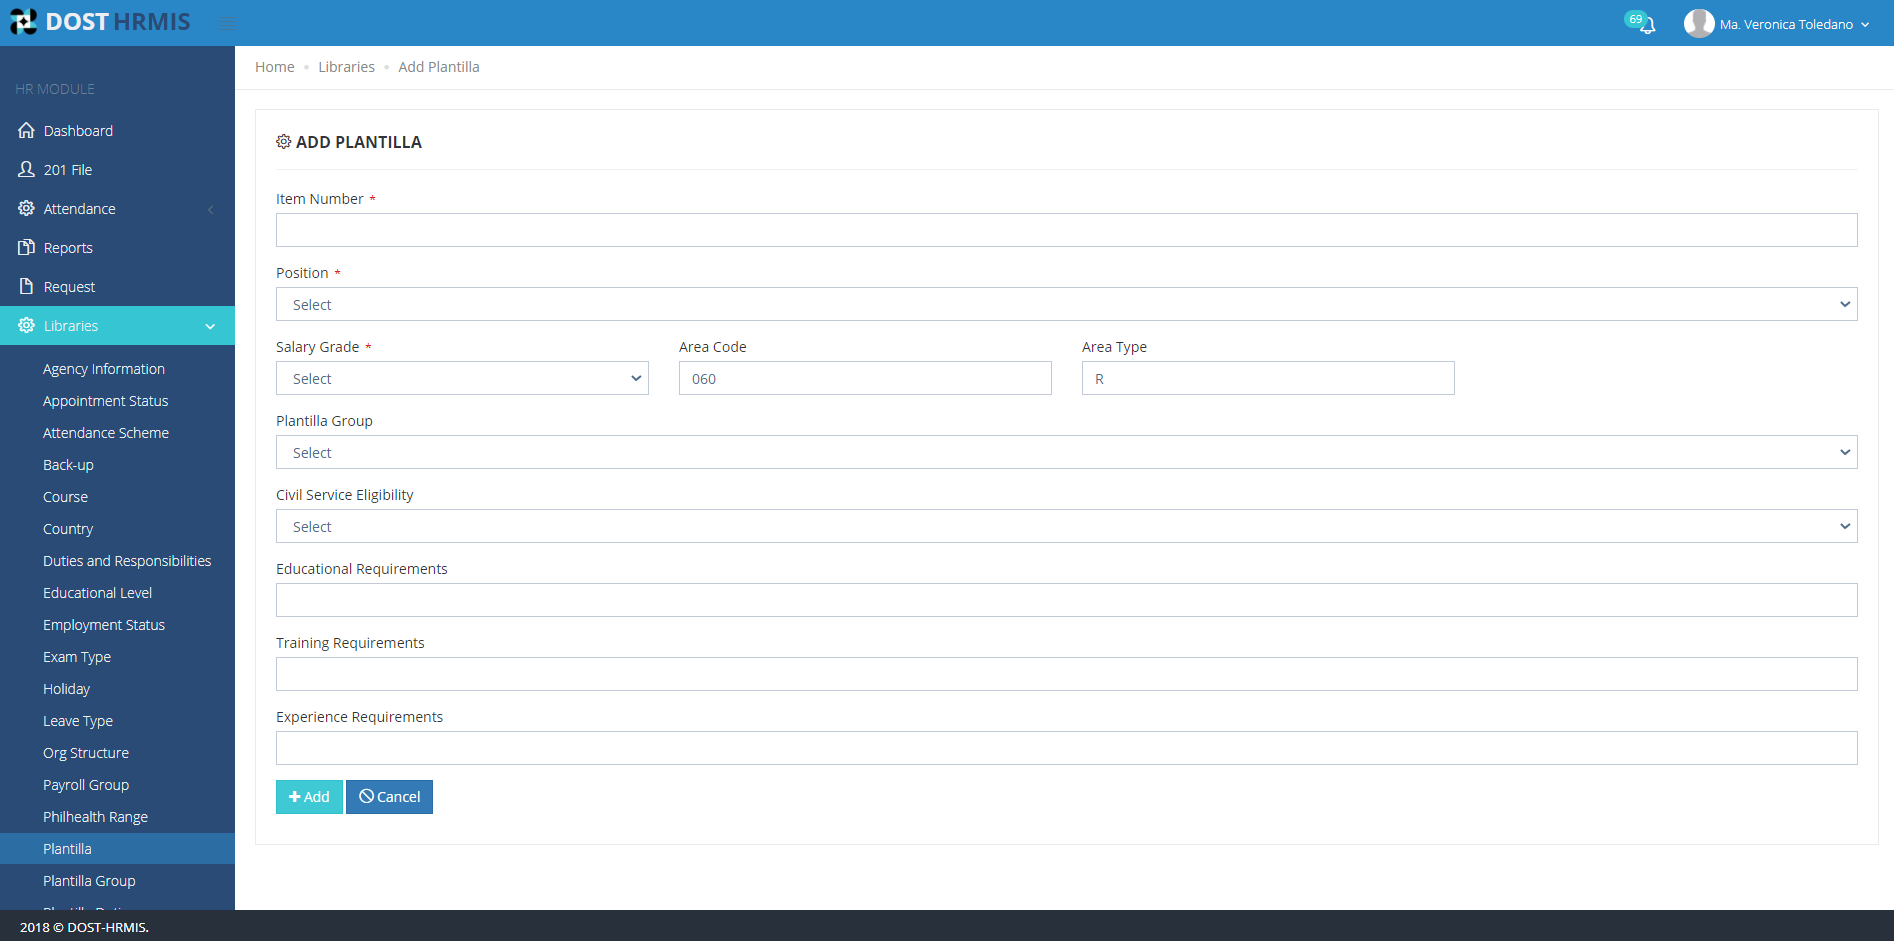 DOST HRMIS
69
Ma. Veronica Toledano
HR MODULE
Dashboard
201 File
Attendance
Reports
Request
Libraries
Agency Information
Appointment Status
Attendance Scheme
Back-up
Course
Country
Duties and Responsibilities
Educational Level
Employment Status
Exam Type
Holiday
Leave Type
Org Structure
Payroll Group
Philhealth Range
Plantilla
Plantilla Group
Home • Libraries • Add Plantilla
ADD PLANTILLA
Item Number *
Position *
Select
Salary Grade * Area Code Area Type
Select 060 R
Plantilla Group
Select
Civil Service Eligibility
Select
Educational Requirements
Training Requirements
Experience Requirements
Add Cancel
2018 © DOST-HRMIS.